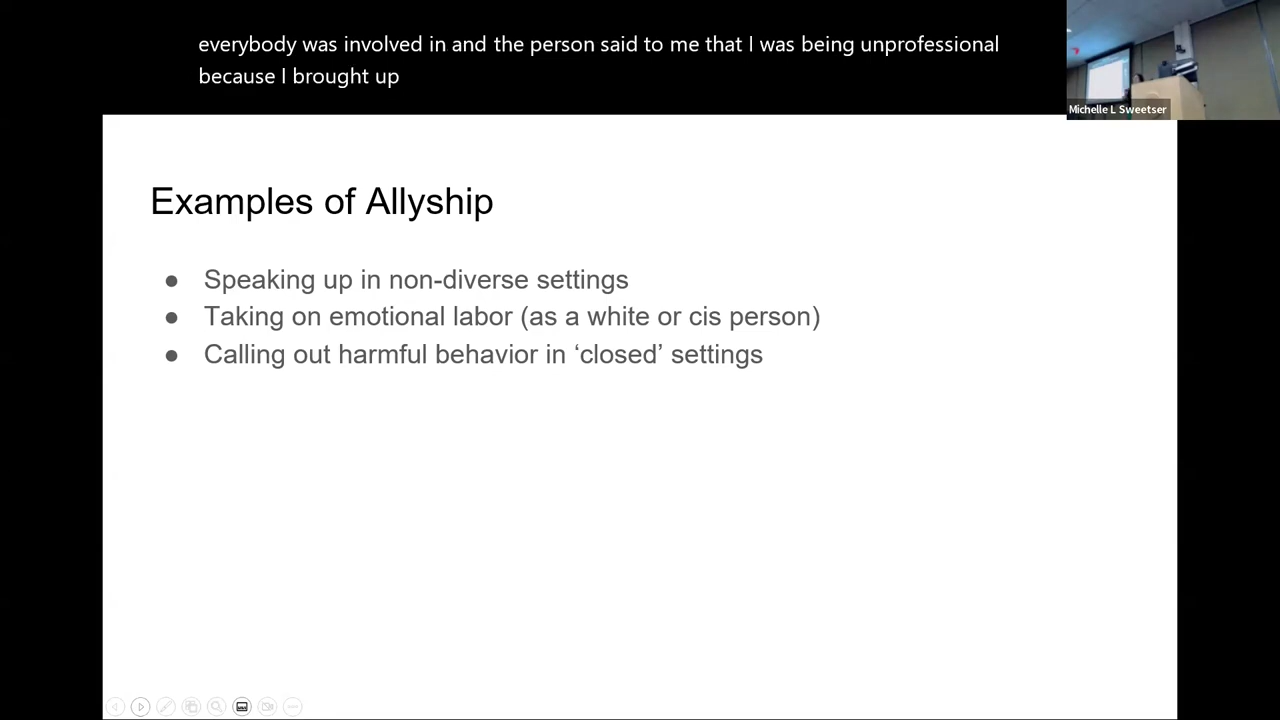 everybody was involved in and the person said to me that I was being unprofessional
because I brought up
Michelle L Sweetser
Examples of Allyship
● Speaking up in non-diverse settings
● Taking on emotional labor (as a white or cis person)
● Calling out harmful behavior in ‘closed’ settings